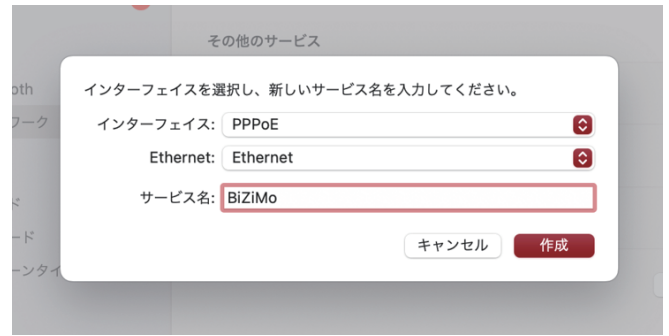 その他のサービス
oth
インターフェイスを選択し、新しいサービス名を入力してください。
ワーク
インターフェイス: PPPoE
Ethernet: Ethernet
サービス名: BiZiMo
ド
ード
キャンセル 作成
ーンタイ